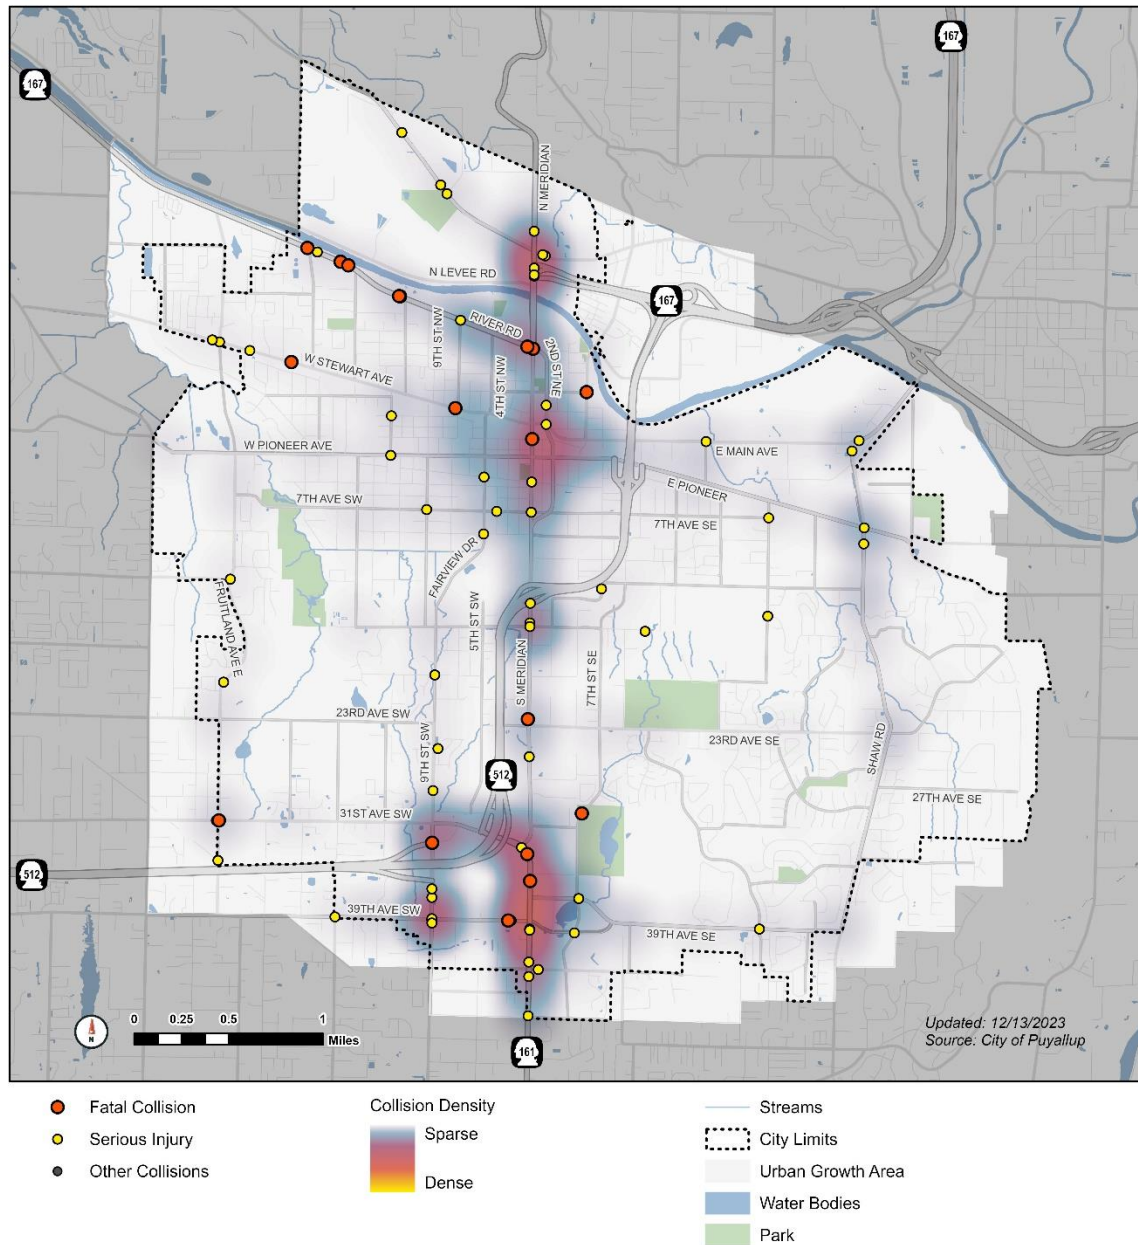 167
167
N MERIDIAN
N LEVEE RD
167
RIVER RD
9TH ST NW
2ND ST NE
4TH ST NW
W STEWART AVE
W PIONEER AVE
E MAIN AVE
E PIONEER
7TH AVE SW
7TH AVE SE
FAIRVIEW DR
FRUITLAND AVE E
5TH ST SW
S MERIDIAN
7TH ST SE
23RD AVE SW
23RD AVE SE
SHAW RD
9TH ST SW
512
27TH AVE SE
31ST AVE SW
512
39TH AVE SW
39TH AVE SE
0 0.25 0.5 1
Miles
N
161
Updated: 12/13/2023
Source: City of Puyallup
Fatal Collision
Serious Injury
Other Collisions
Collision Density
Sparse
Dense
Streams
City Limits
Urban Growth Area
Water Bodies
Park